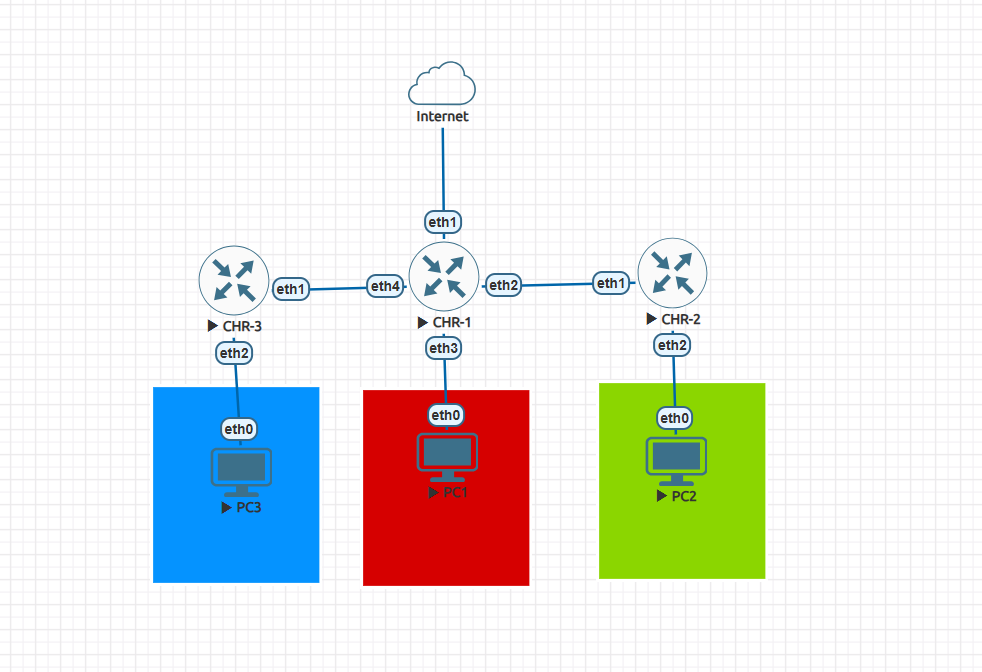 Internet
eth1
eth1
eth4
eth2
eth1
CHR-3
CHR-1
CHR-2
eth2
eth3
eth2
eth0
eth0
eth0
PC3
PC1
PC2